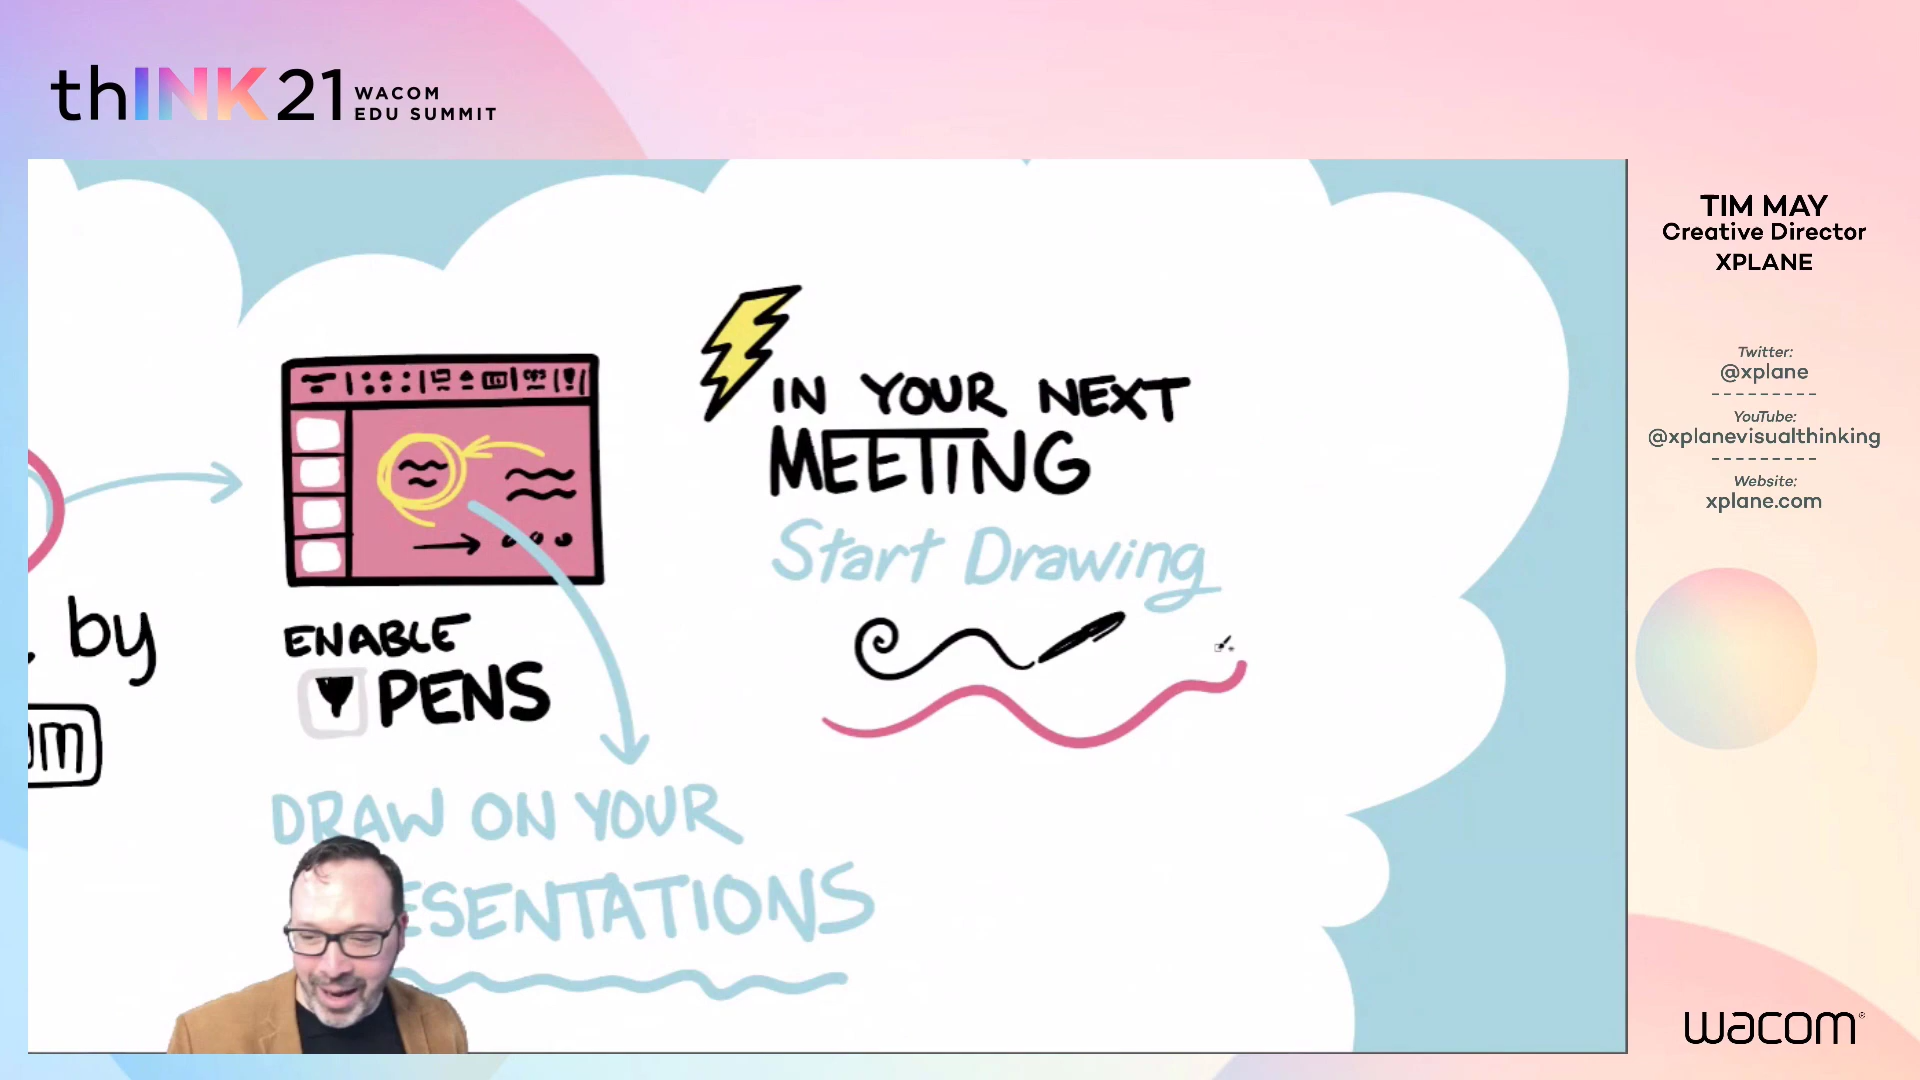 thINK21 WACOM
EDU SUMMIT
IN YOUR NEXT
MEETING
Start Drawing
by
ENABLE
PENS
DRAW ON YOUR
ESENTATIONS
TIM MAY
Creative Director
XPLANE
Twitter:
@xplane
YouTube:
@xplanevisualthinking
Website:
xplane.com
wacom®